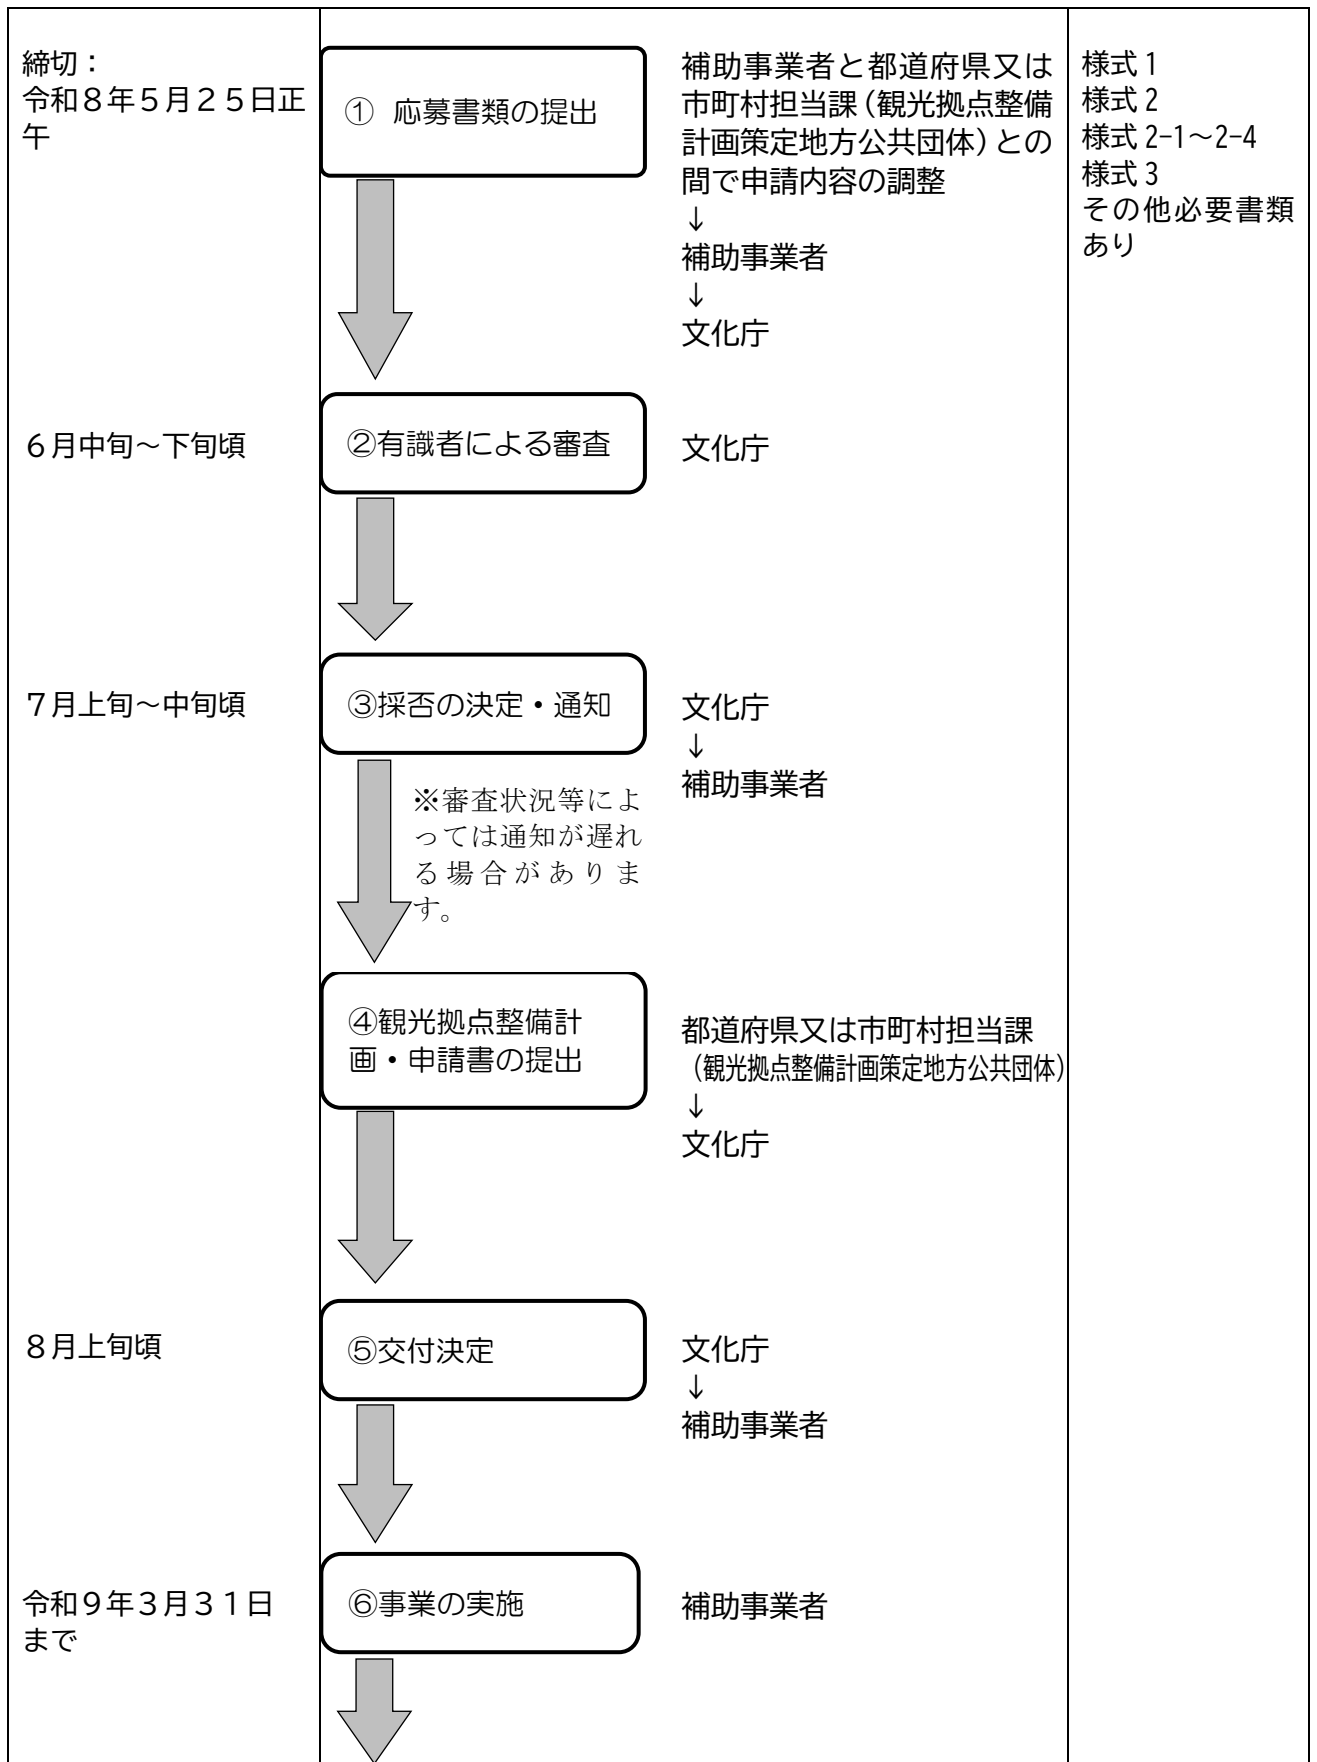 締切：
令和８年５月２５日正
午
① 応募書類の提出
補助事業者と都道府県又は
市町村担当課（観光拠点整備
計画策定地方公共団体）との
間で申請内容の調整
↓
補助事業者
↓
文化庁
様式 1
様式 2
様式 2-1～2-4
様式 3
その他必要書類
あり
６月中旬～下旬頃
②有識者による審査
文化庁
７月上旬～中旬頃
③採否の決定・通知
文化庁
↓
補助事業者
※審査状況等によ
っては通知が遅れ
る場合がありま
す。
④観光拠点整備計
画・申請書の提出
都道府県又は市町村担当課
（観光拠点整備計画策定地方公共団体）
↓
文化庁
８月上旬頃
⑤交付決定
文化庁
↓
補助事業者
令和９年３月３１日
まで
⑥事業の実施
補助事業者